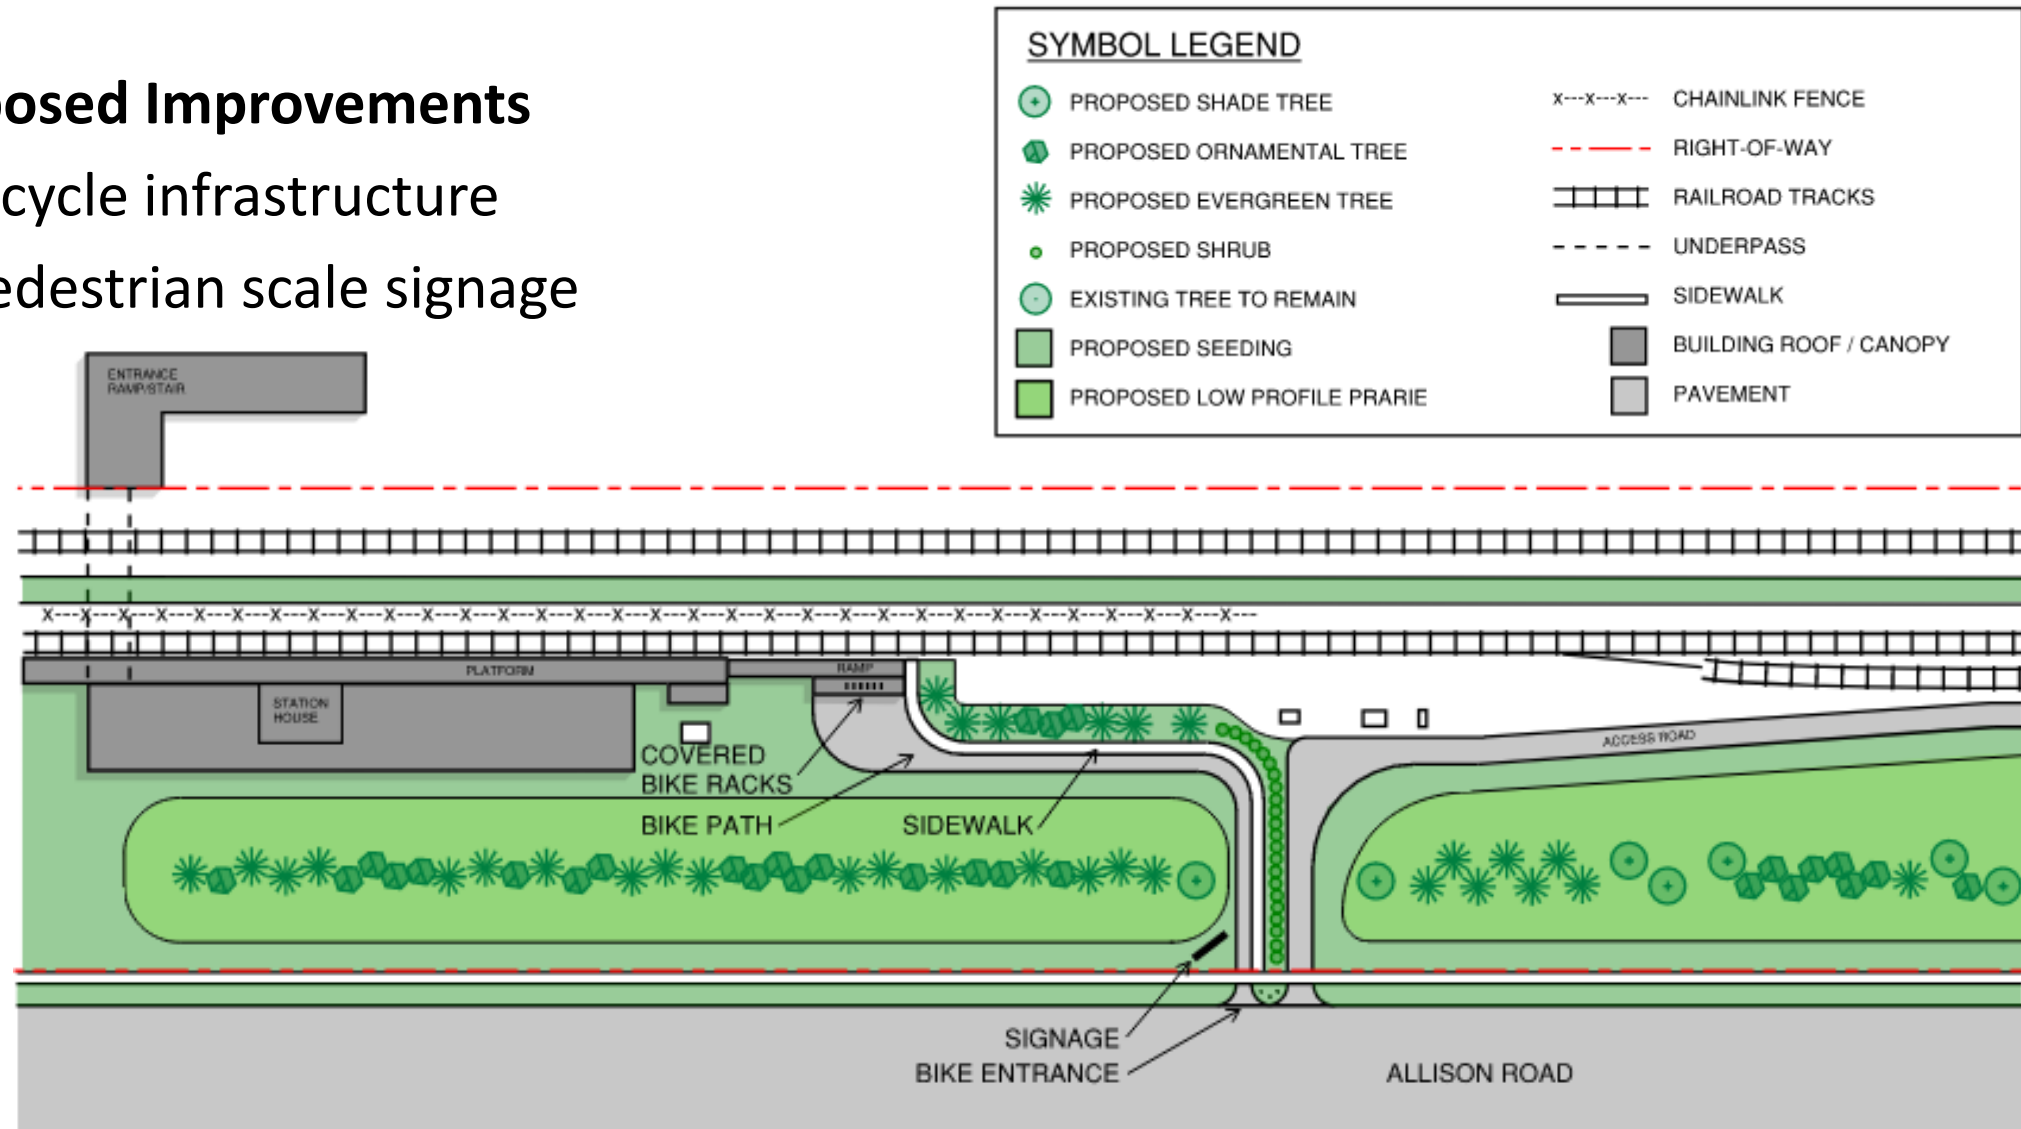 posed Improvements
cycle infrastructure
edestrian scale signage
SYMBOL LEGEND
PROPOSED SHADE TREE
PROPOSED ORNAMENTAL TREE
PROPOSED EVERGREEN TREE
PROPOSED SHRUB
EXISTING TREE TO REMAIN
PROPOSED SEEDING
PROPOSED LOW PROFILE PRARIE
X---X---X--- CHAINLINK FENCE
RIGHT-OF-WAY
RAILROAD TRACKS
UNDERPASS
SIDEWALK
BUILDING ROOF / CANOPY
PAVEMENT
ENTRANCE
RAMP/STAIR
PLATFORM
RAMP
STATION
HOUSE
COVERED
BIKE RACKS
BIKE PATH
SIDEWALK
ACCESS ROAD
SIGNAGE
BIKE ENTRANCE
ALLISON ROAD